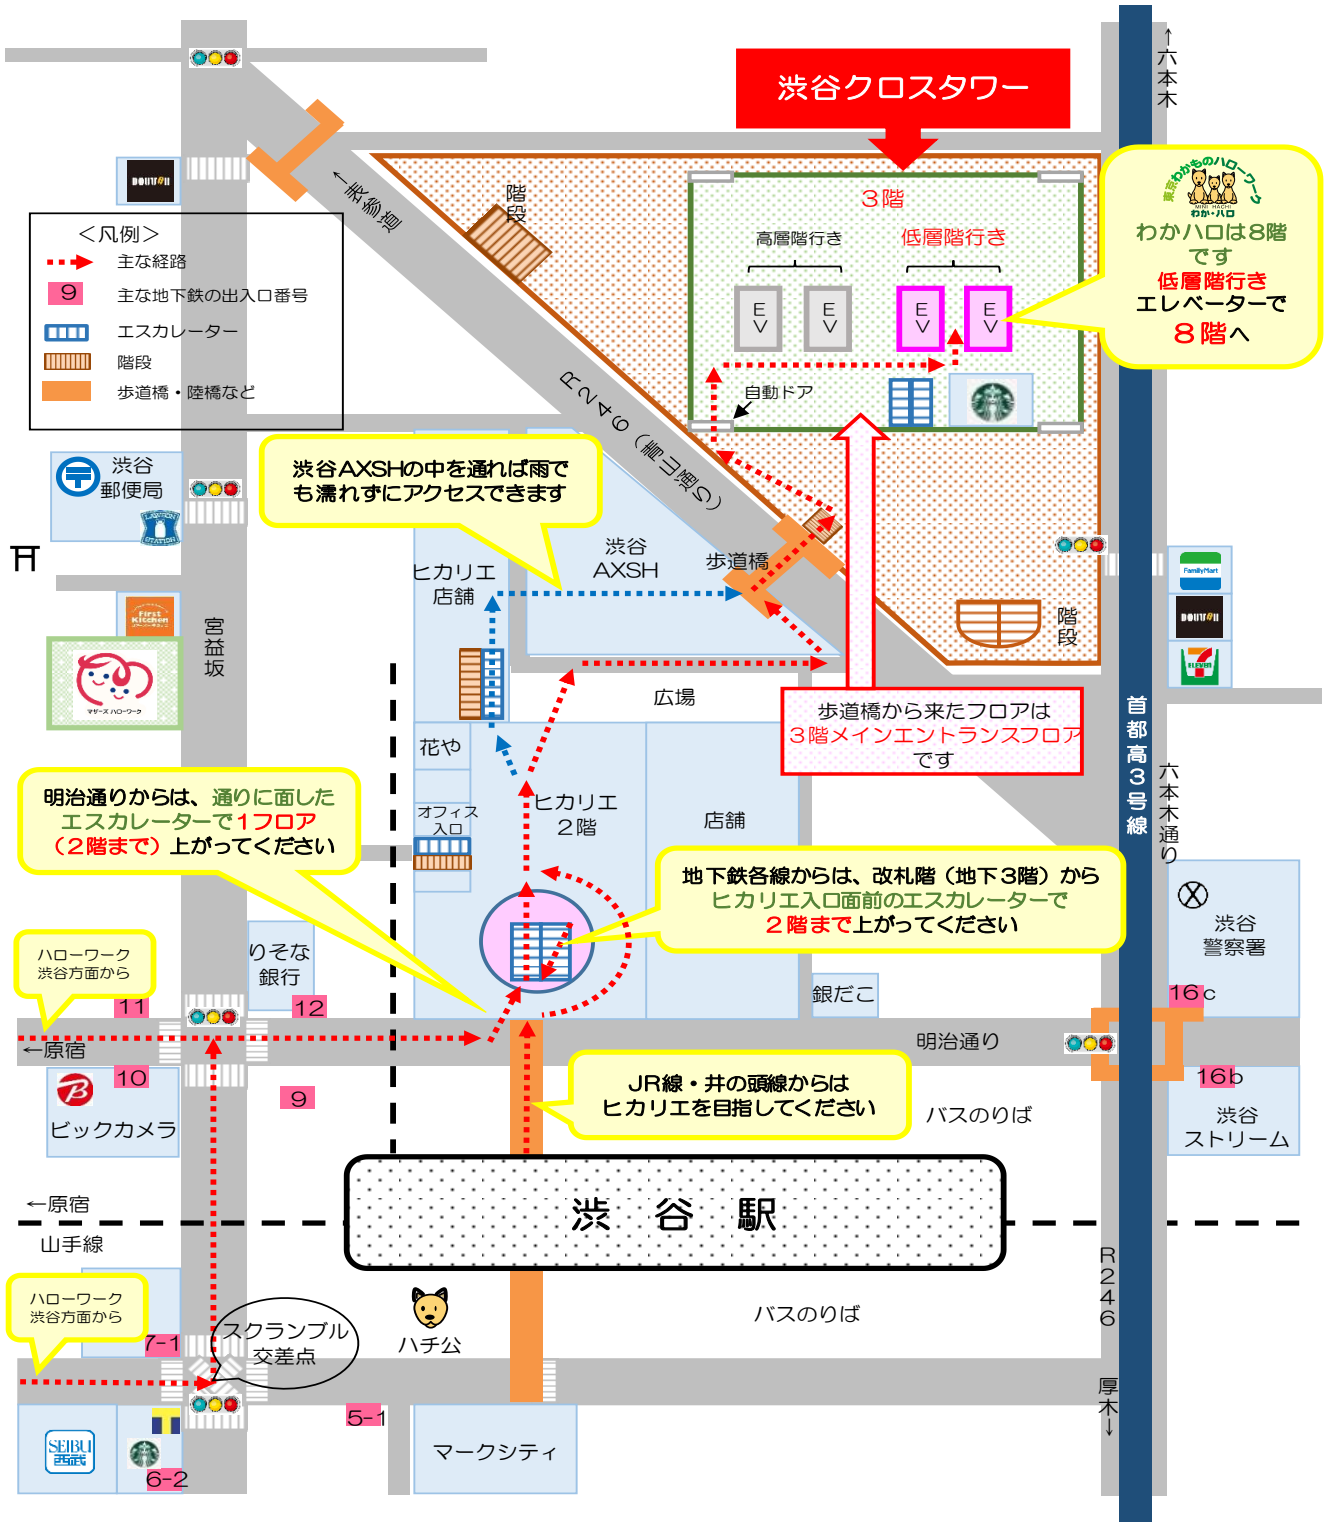 渋谷クロスタワー
↑六本木
DOUTOR
↑表参道
階段
3階
高層階行き
低層階行き
EV
EV
EV
EV
自動ドア
東京わかものハローワーク
MINI HACHI
わか・ハロ
わかハロは8階
です
低層階行き
エレベーターで
8階へ
<凡例>
主な経路
9
主な地下鉄の出入口番号
エスカレーター
階段
歩道橋・陸橋など
R246(青山通り)
渋谷
郵便局
LAWSON
STATION
渋谷AXSHの中を通れば雨で
も濡れずにアクセスできます
渋谷
AXSH
歩道橋
ヒカリエ
店舗
First
Kitchen
宮益坂
マザーズ ハローワーク
階段
FamilyMart
DOUTOR
7
ELEVEN
広場
歩道橋から来たフロアは
3階メインエントランスフロア
です
首都高3号線
六本木通り
花や
オフィス
入口
ヒカリエ
2階
店舗
明治通りからは、通りに面した
エスカレーターで1フロア
(2階まで)上がってください
地下鉄各線からは、改札階(地下3階)から
ヒカリエ入口面前のエスカレーターで
2階まで上がってください
渋谷
警察署
ハローワーク
渋谷方面から
りそな
銀行
銀だこ
11
12
16c
←原宿
明治通り
10
9
16b
B
ビックカメラ
JR線・井の頭線からは
ヒカリエを目指してください
バスのりば
渋谷
ストリーム
渋谷駅
←原宿
山手線
R246
ハローワーク
渋谷方面から
7-1
スクランブル
交差点
ハチ公
バスのりば
厚木↓
5-1
SEIBU
西武
T
6-2
マークシティ